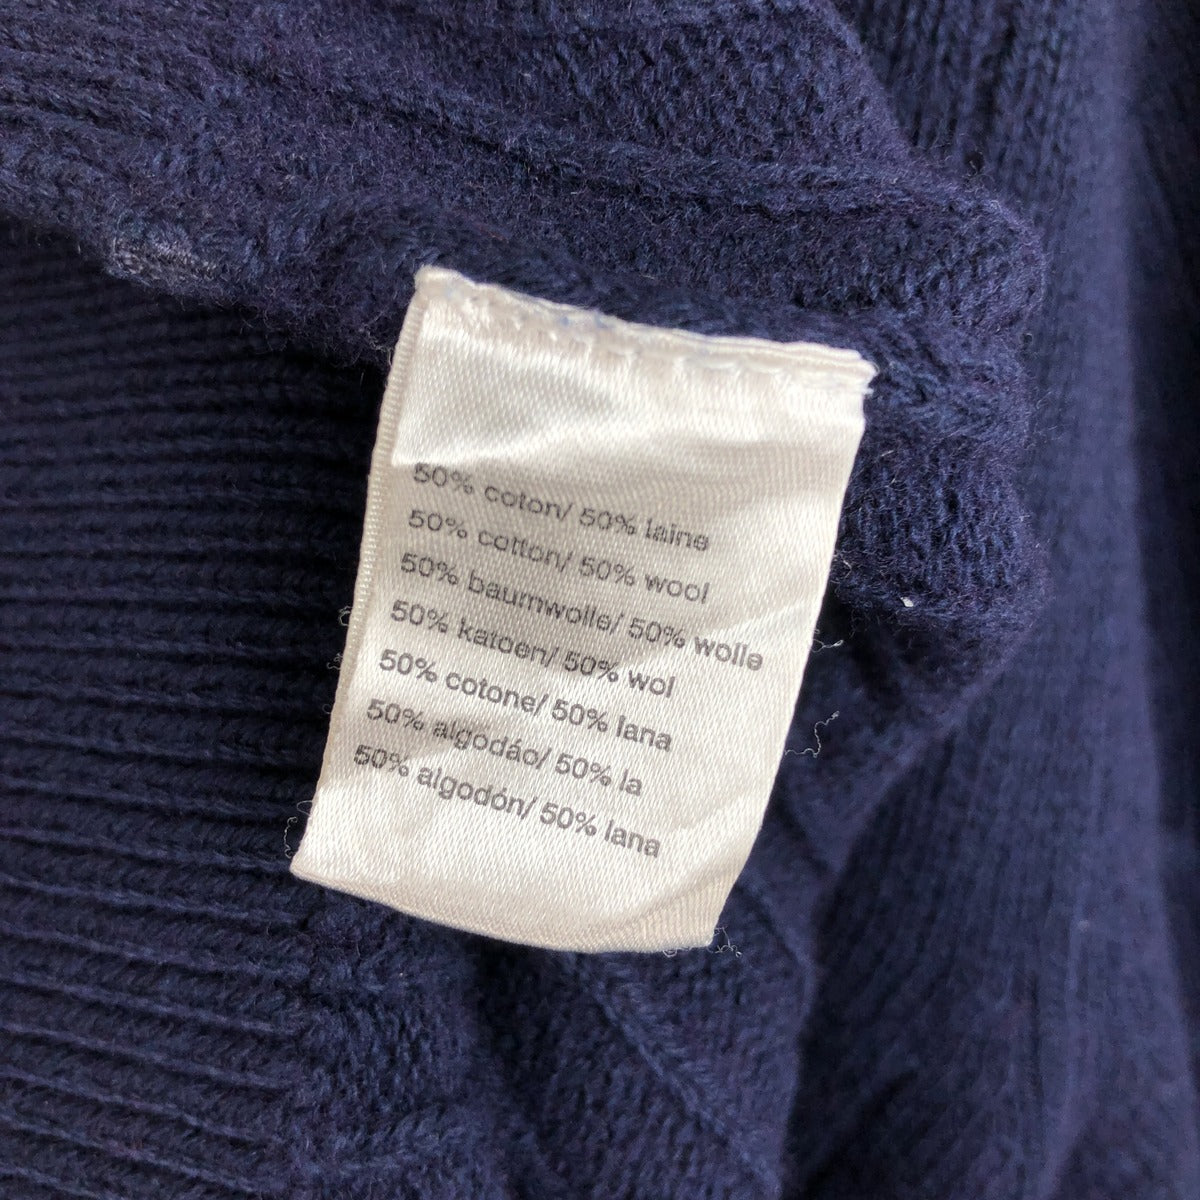 50% coton/ 50% laine
50% cotton/ 50% wool
50% baumwolle/ 50% wolle
50% katoen/ 50% wol
50% cotone/ 50% lana
50% algodáo/ 50% la
50% algodón/ 50% lana